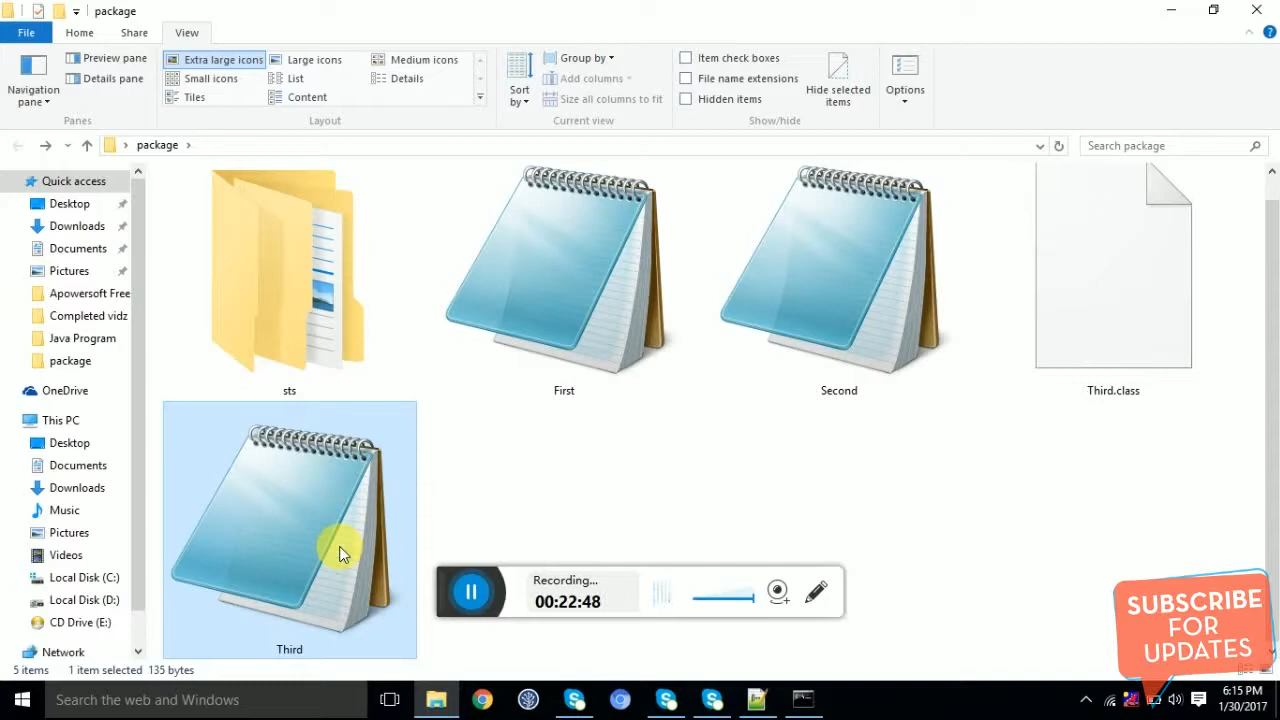 package
File
Home
Share
View
Navigation pane
Preview pane
Details pane
Panes
Extra large icons
Large icons
Medium icons
Small icons
List
Details
Tiles
Content
Layout
Sort by
Group by
Add columns
Size all columns to fit
Current view
Item check boxes
File name extensions
Hidden items
Hide selected items
Show/hide
Options
package
Search package
Quick access
Desktop
Downloads
Documents
Pictures
Apowersoft Free
Completed vidz
Java Program
package
OneDrive
This PC
Desktop
Documents
Downloads
Music
Pictures
Videos
Local Disk (C:)
Local Disk (D:)
CD Drive (E:)
Network
sts
First
Second
Third.class
Third
Recording...
00:22:48
SUBSCRIBE
FOR
UPDATES
5 items
1 item selected 135 bytes
Search the web and Windows
6:15 PM
1/30/2017